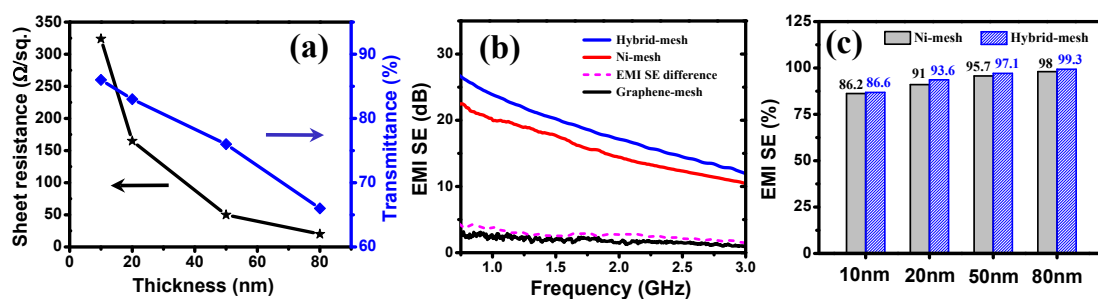 (a)
350
300
250
200
150
100
50
0
Sheet resistance (Ω/sq.)
0 20 40 60 80
Thickness (nm)
90
80
70
60
Transmittance (%)
(b)
Hybrid-mesh
Ni-mesh
EMI SE difference
Graphene-mesh
30
20
10
0
EMI SE (dB)
1.0 1.5 2.0 2.5 3.0
Frequency (GHz)
(c)
Ni-mesh Hybrid-mesh
125
100
75
50
25
0
EMI SE (%)
86.2 86.6 91 93.6 95.7 97.1 98 99.3
10nm 20nm 50nm 80nm